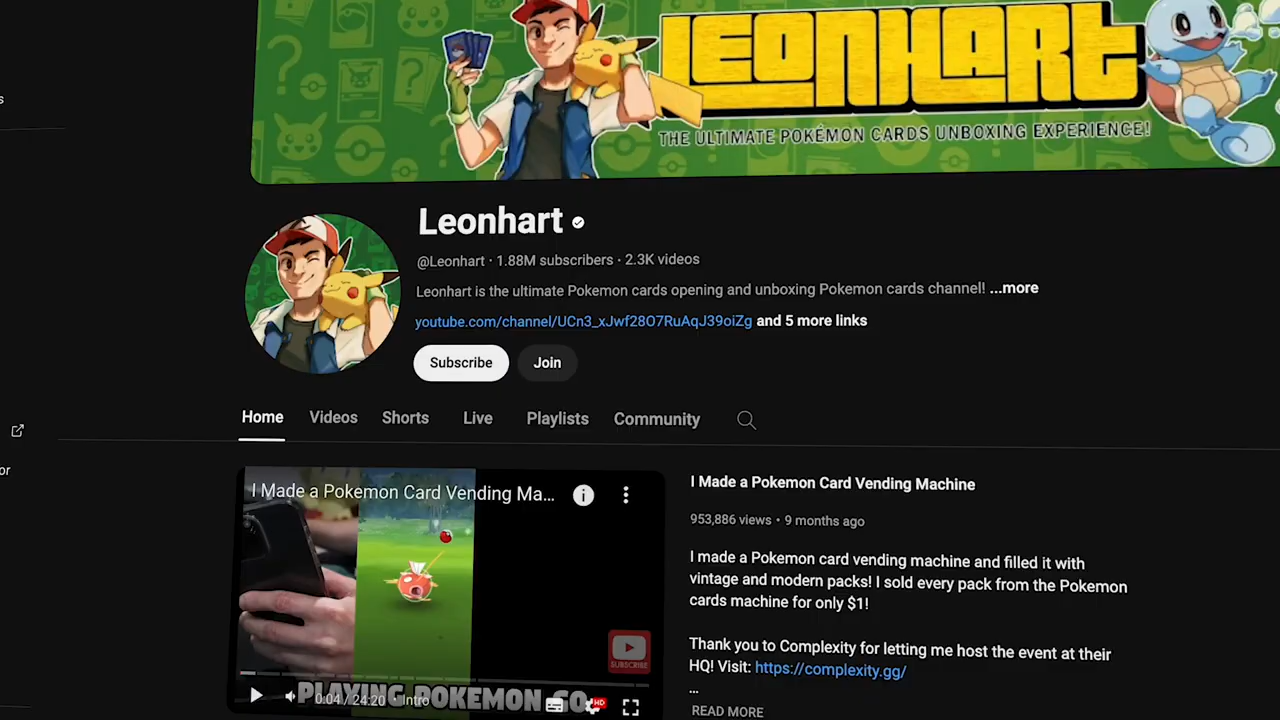 LEONHART
THE ULTIMATE POKÉMON CARDS UNBOXING EXPERIENCE!
s
Leonhart
@Leonhart · 1.88M subscribers · 2.3K videos
Leonhart is the ultimate Pokemon cards opening and unboxing Pokemon cards channel! ...more
youtube.com/channel/UCn3_xJwf28O7RuAqJ39oiZg and 5 more links
Subscribe Join
Home Videos Shorts Live Playlists Community
or
I Made a Pokemon Card Vending Ma...
SUBSCRIBE
PLAYING POKEMON GO
0:04 / 24:20 · Intro
HD
I Made a Pokemon Card Vending Machine
953,886 views · 9 months ago
I made a Pokemon card vending machine and filled it with
vintage and modern packs! I sold every pack from the Pokemon
cards machine for only $1!
Thank you to Complexity for letting me host the event at their
HQ! Visit: https://complexity.gg/
...
READ MORE